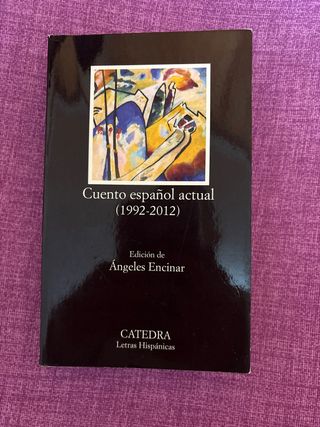 Cuento español actual
(1992-2012)
Edición de
Ángeles Encinar
CATEDRA
Letras Hispánicas